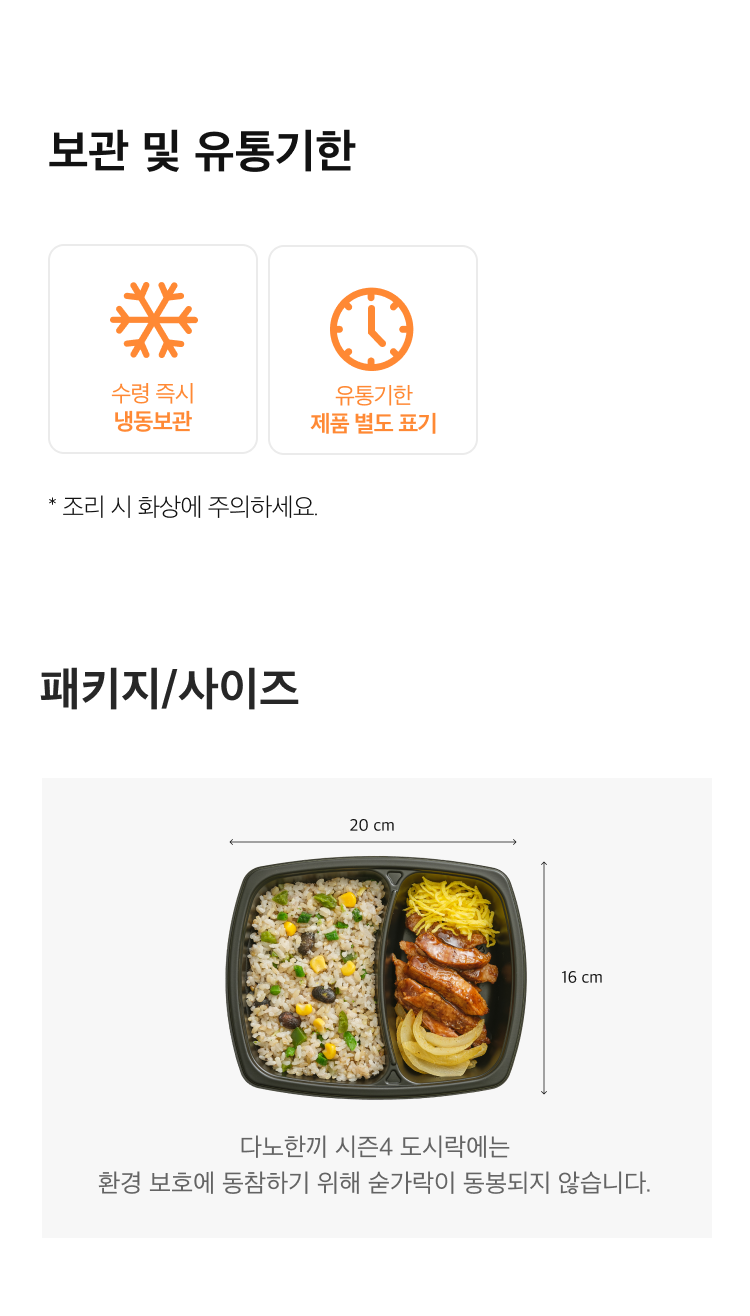 보관 및 유통기한
수령 즉시
냉동보관
유통기한
제품 별도 표기
* 조리 시 화상에 주의하세요.
패키지/사이즈
20 cm
16 cm
다노한끼 시즌4 도시락에는
환경 보호에 동참하기 위해 숟가락이 동봉되지 않습니다.